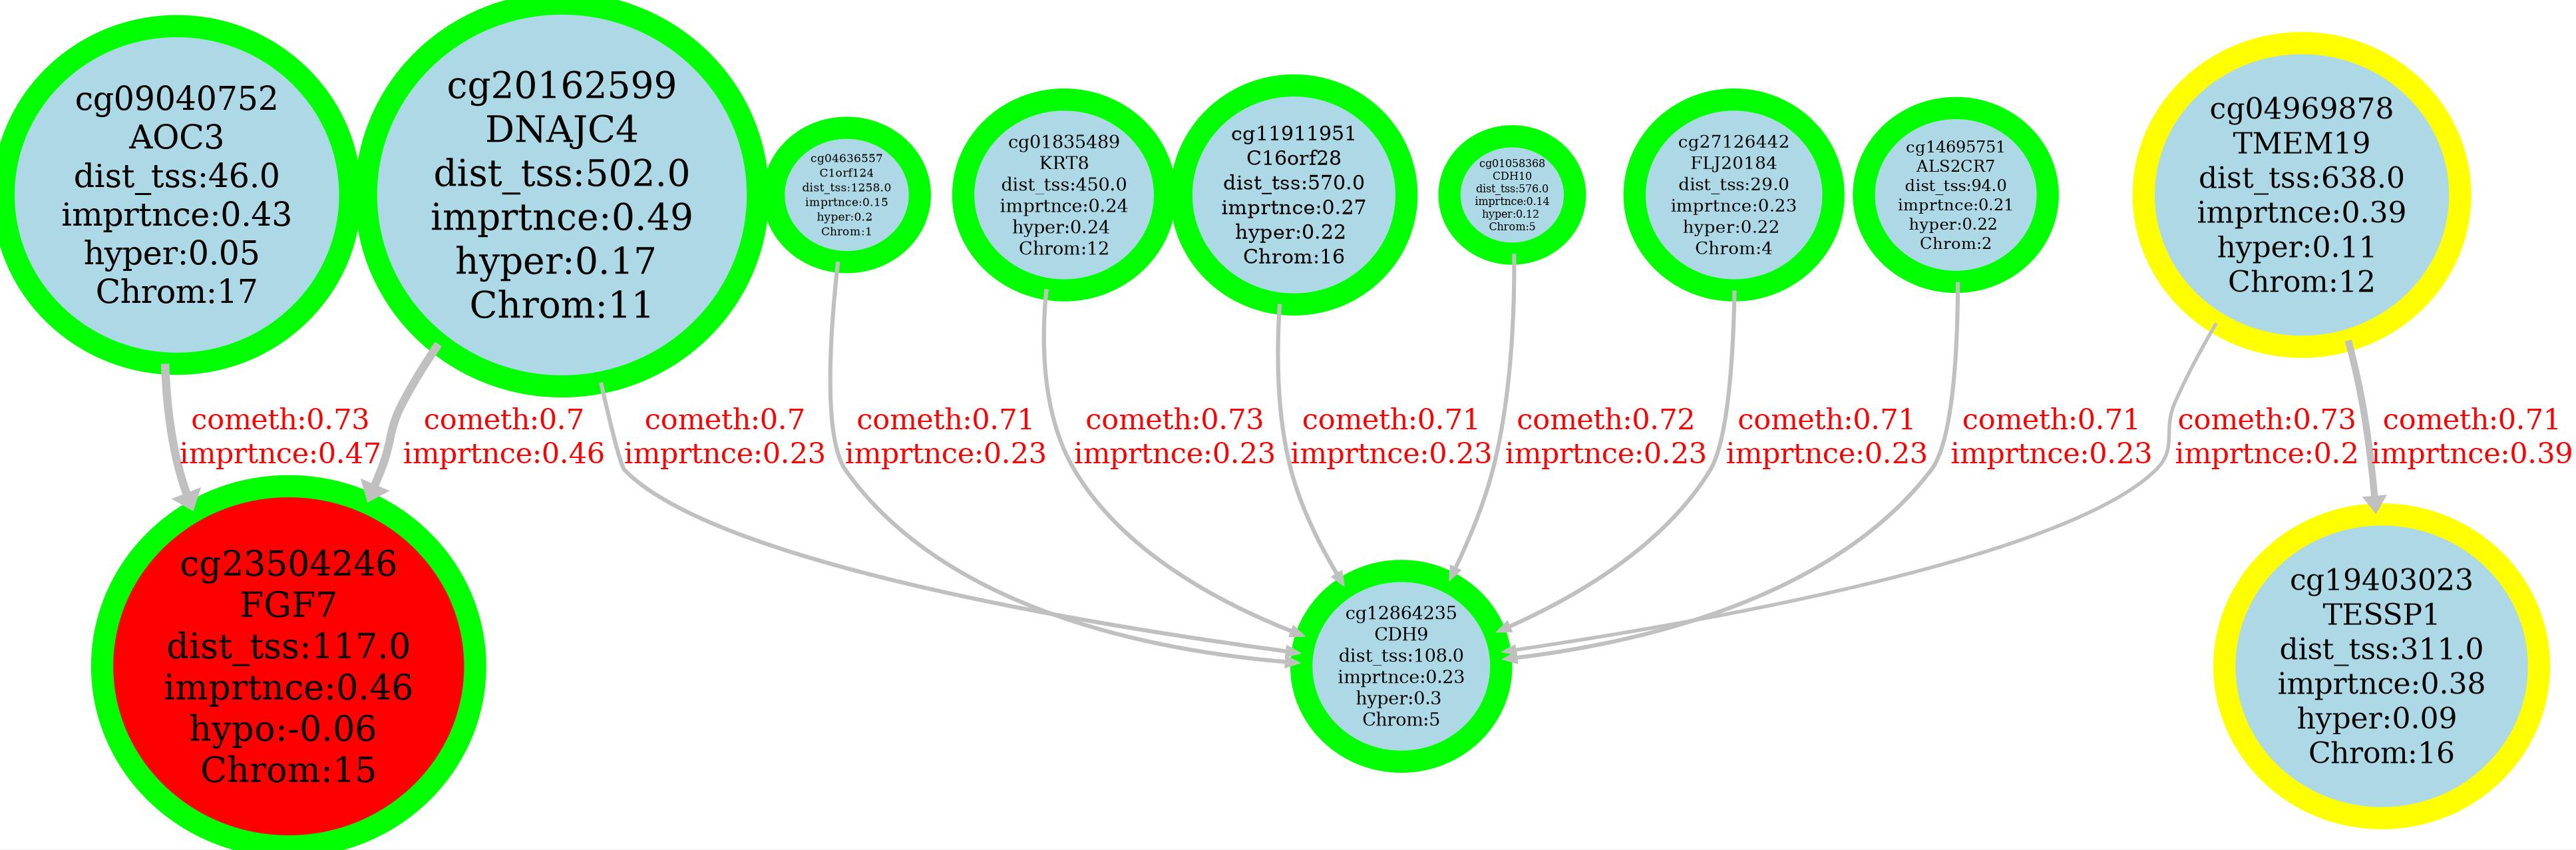 cg09040752
AOC3
dist_tss:46.0
imprtnce:0.43
hyper:0.05
Chrom:17
cg20162599
DNAJC4
dist_tss:502.0
imprtnce:0.49
hyper:0.17
Chrom:11
cg04636557
C1orf124
dist_tss:1258.0
imprtnce:0.15
hyper:0.2
Chrom:1
cg01835489
KRT8
dist_tss:450.0
imprtnce:0.24
hyper:0.24
Chrom:12
cg11911951
C16orf28
dist_tss:570.0
imprtnce:0.27
hyper:0.22
Chrom:16
cg01058368
CDH10
dist_tss:576.0
imprtnce:0.14
hyper:0.12
Chrom:5
cg27126442
FLJ20184
dist_tss:29.0
imprtnce:0.23
hyper:0.22
Chrom:4
cg14695751
ALS2CR7
dist_tss:94.0
imprtnce:0.21
hyper:0.22
Chrom:2
cg04969878
TMEM19
dist_tss:638.0
imprtnce:0.39
hyper:0.11
Chrom:12
cometh:0.73
imprtnce:0.47
cometh:0.7
imprtnce:0.46
cometh:0.7
imprtnce:0.23
cometh:0.71
imprtnce:0.23
cometh:0.73
imprtnce:0.23
cometh:0.71
imprtnce:0.23
cometh:0.72
imprtnce:0.23
cometh:0.71
imprtnce:0.23
cometh:0.71
imprtnce:0.23
cometh:0.73
imprtnce:0.2
cometh:0.71
imprtnce:0.39
cg23504246
FGF7
dist_tss:117.0
imprtnce:0.46
hypo:-0.06
Chrom:15
cg12864235
CDH9
dist_tss:108.0
imprtnce:0.23
hyper:0.3
Chrom:5
cg19403023
TESSP1
dist_tss:311.0
imprtnce:0.38
hyper:0.09
Chrom:16